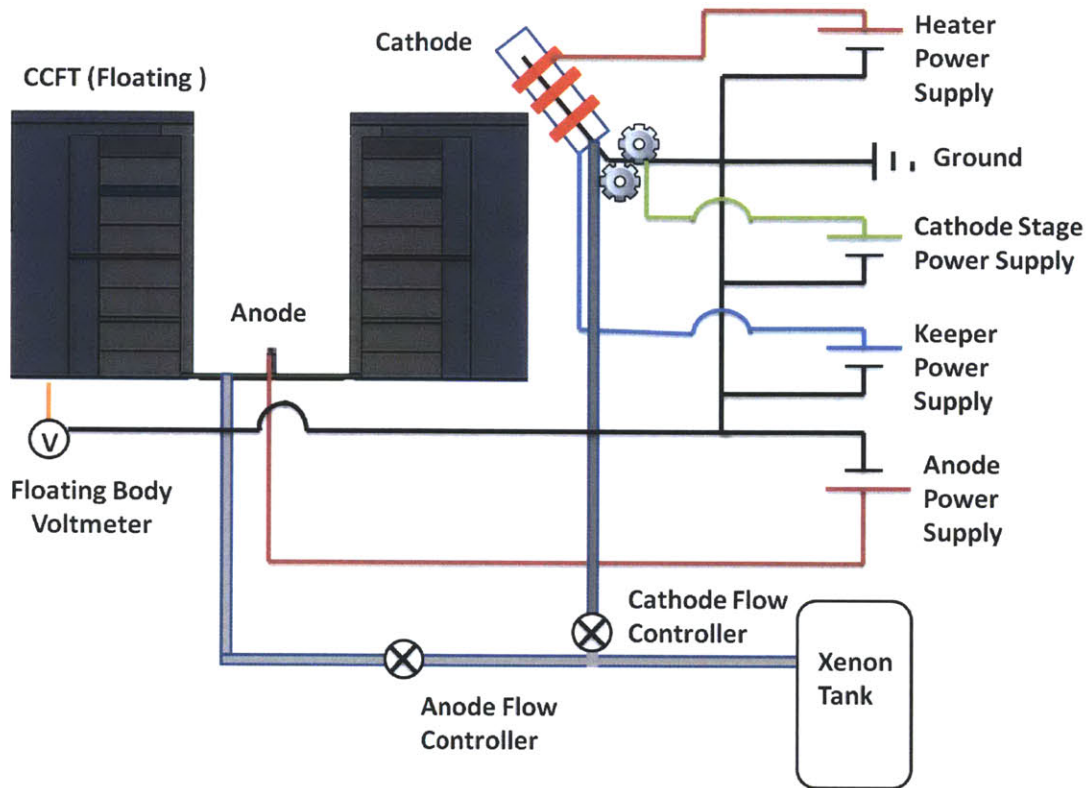 Cathode
Heater
Power
Supply
CCFT (Floating )
Ground
Cathode Stage
Power Supply
Anode
Keeper
Power
Supply
V
Floating Body
Voltmeter
Anode
Power
Supply
Cathode Flow
Controller
Xenon
Tank
Anode Flow
Controller